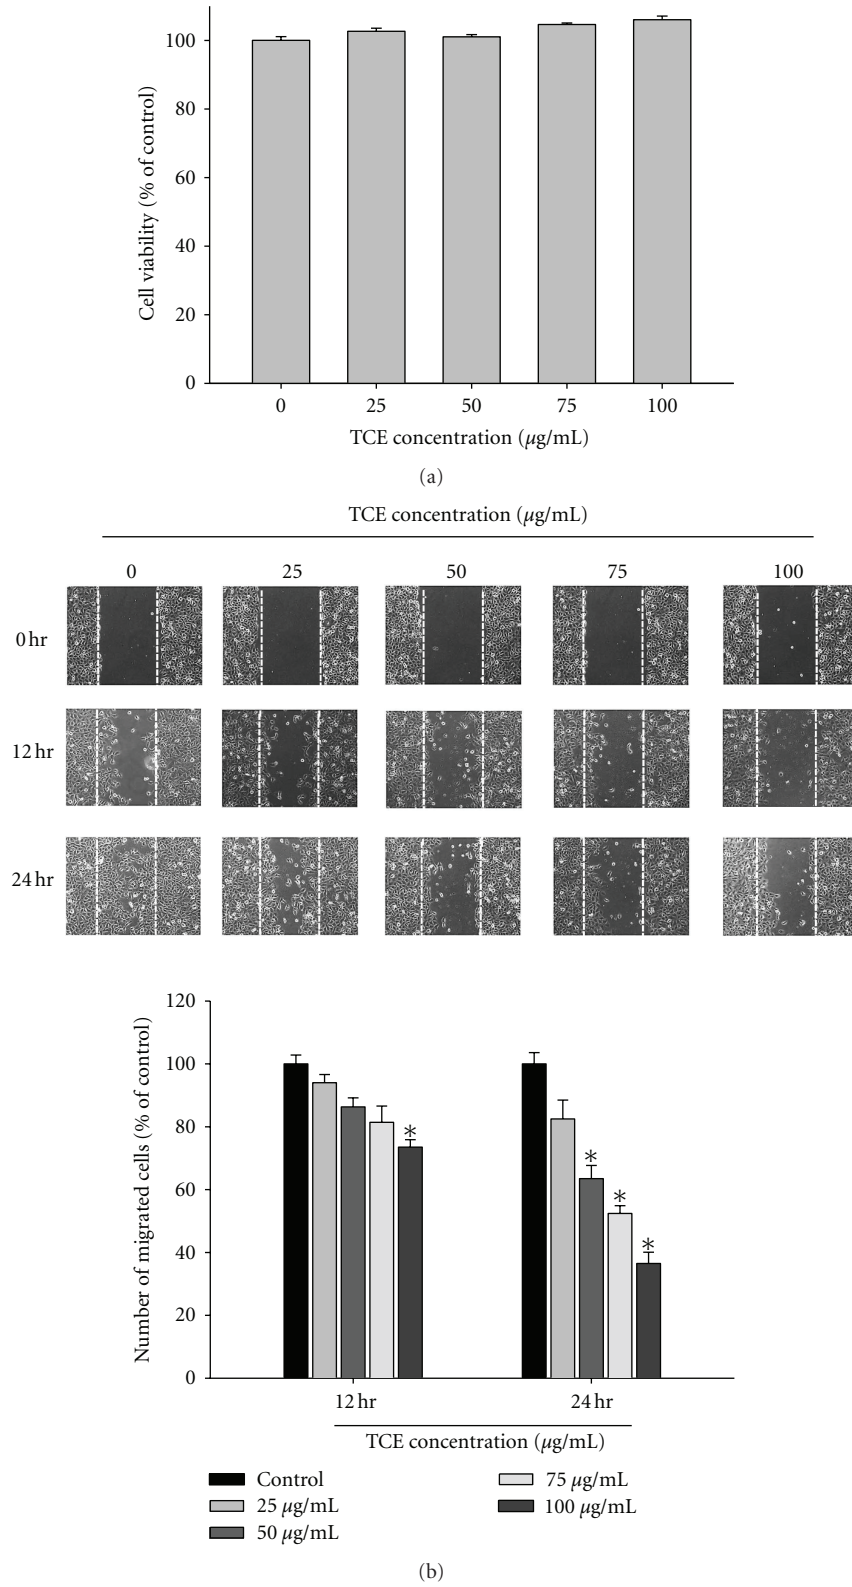 100
80
60
40
20
0
Cell viability (% of control)
0 25 50 75 100
TCE concentration (μg/mL)
(a)
TCE concentration (μg/mL)
0 25 50 75 100
0 hr
12 hr
24 hr
120
100
80
60
40
20
0
Number of migrated cells (% of control)
*
*
*
*
12 hr 24 hr
TCE concentration (μg/mL)
Control 75 μg/mL
25 μg/mL 100 μg/mL
50 μg/mL
(b)